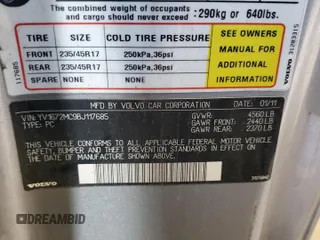 The combined weight of occupants
and cargo should never exceed -290kg or 640lbs.
TIRE SIZE COLD TIRE PRESSURE
FRONT 235/45R17 250kPa,36psi
REAR 235/45R17 250kPa,36psi
SEE OWNERS
MANUAL FOR
ADDITIONAL
INFORMATION
117685
VOLVO
31283315
MFD BY VOLVO CAR CORPORATION 01/11
VIN: YV1672MC9BJ117685
TYPE: PC
GVWR: 4560 LB
GAWR FRONT: 2440 LB
GAWR REAR: 2370 LB
THIS VEHICLE CONFORMS TO ALL APPLICABLE
FEDERAL MOTOR VEHICLE SAFETY, BUMPER,
AND THEFT PREVENTION STANDARDS IN EFFECT
ON THE DATE OF MANUFACTURE SHOWN ABOVE.
VOLVO
DREAMBID